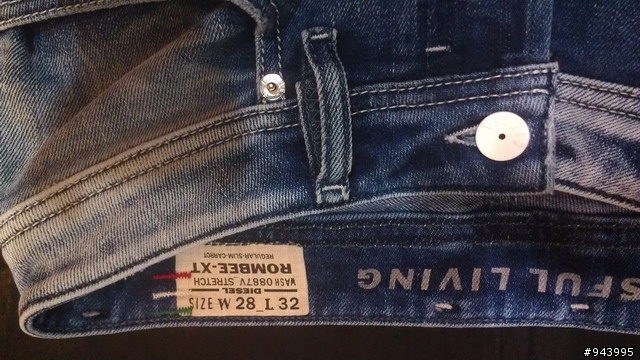 REGULAR-SLIM-CARROT
ROMBEE-XT
WASH 0887V STRETCH
DIESEL
SIZE W 28 L 32
SFUL LIVING
#943995